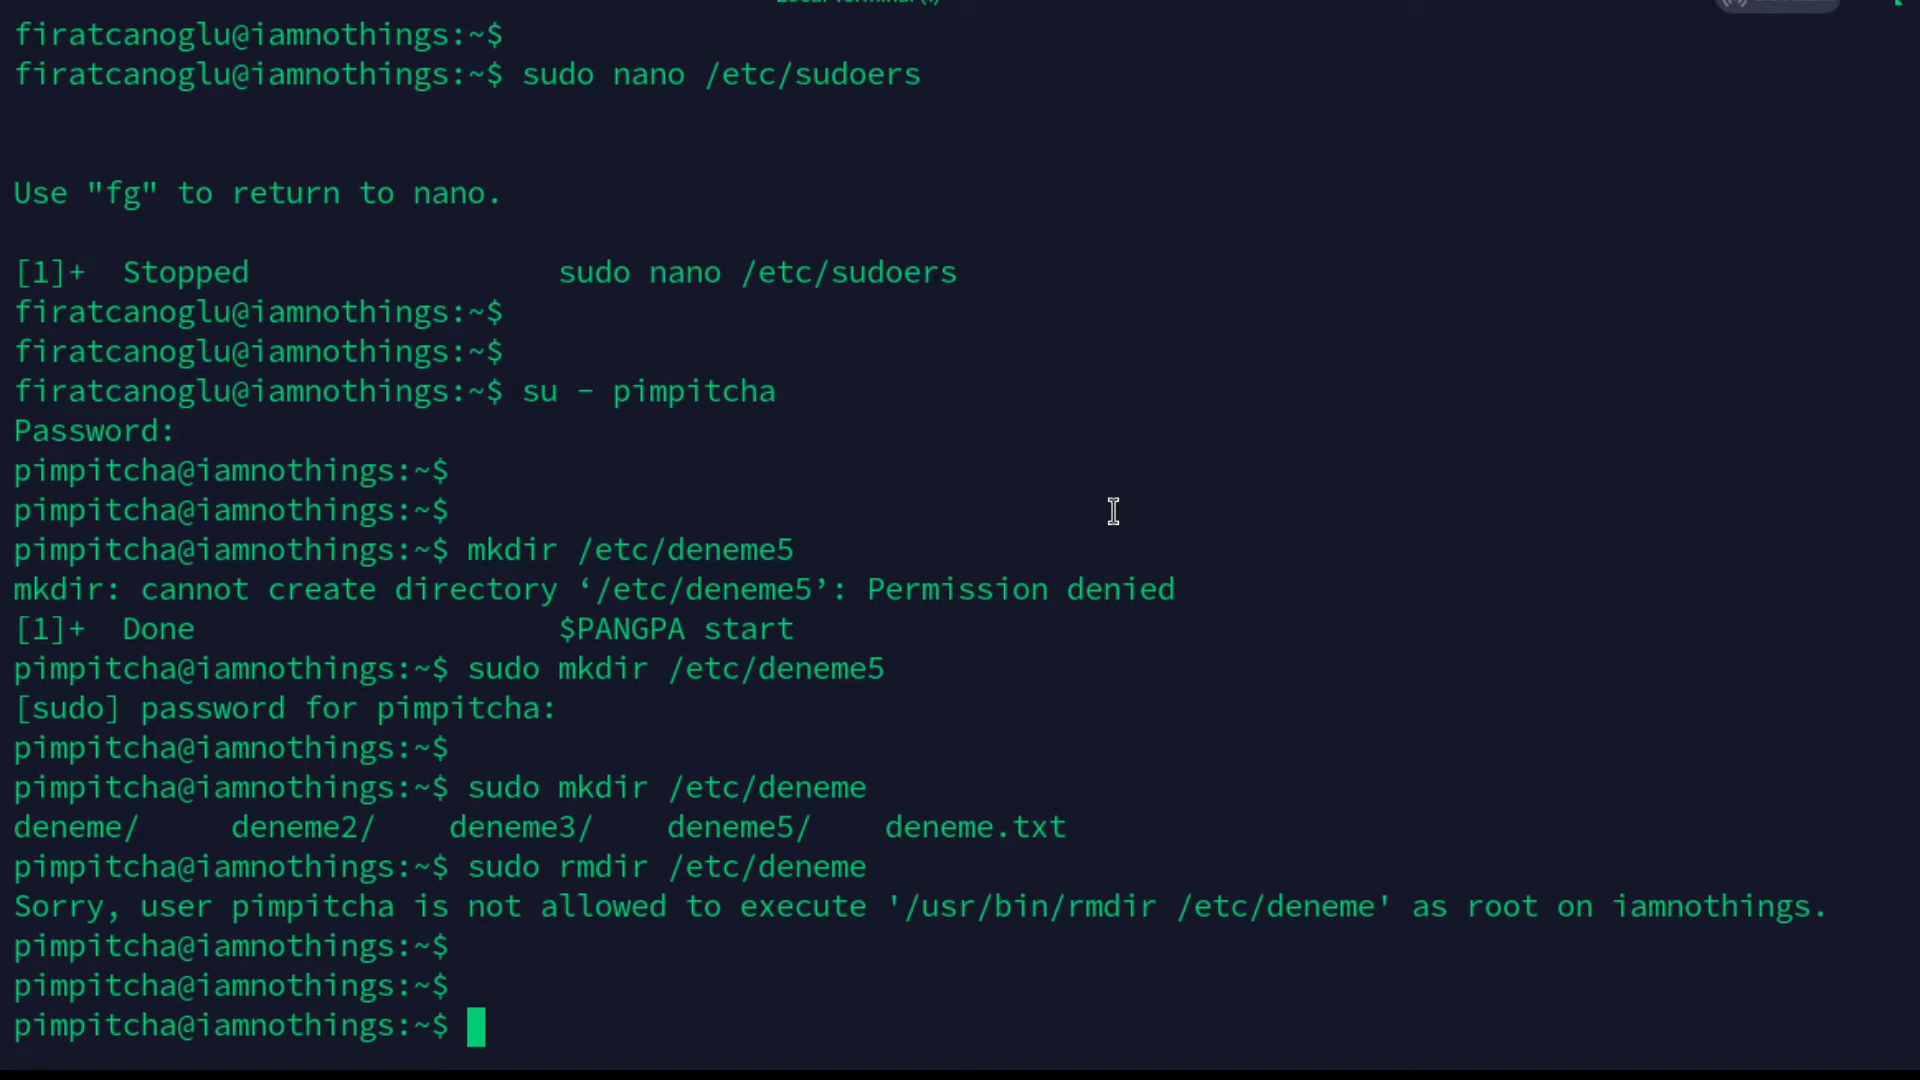 firatcanoglu@iamnothings:~$
firatcanoglu@iamnothings:~$ sudo nano /etc/sudoers
Use "fg" to return to nano.
[1]+  Stopped                 sudo nano /etc/sudoers
firatcanoglu@iamnothings:~$
firatcanoglu@iamnothings:~$
firatcanoglu@iamnothings:~$ su - pimpitcha
Password:
pimpitcha@iamnothings:~$
pimpitcha@iamnothings:~$
pimpitcha@iamnothings:~$ mkdir /etc/deneme5
mkdir: cannot create directory ‘/etc/deneme5’: Permission denied
[1]+  Done                    $PANGPA start
pimpitcha@iamnothings:~$ sudo mkdir /etc/deneme5
[sudo] password for pimpitcha:
pimpitcha@iamnothings:~$
pimpitcha@iamnothings:~$ sudo mkdir /etc/deneme
deneme/     deneme2/    deneme3/    deneme5/    deneme.txt
pimpitcha@iamnothings:~$ sudo rmdir /etc/deneme
Sorry, user pimpitcha is not allowed to execute '/usr/bin/rmdir /etc/deneme' as root on iamnothings.
pimpitcha@iamnothings:~$
pimpitcha@iamnothings:~$
pimpitcha@iamnothings:~$